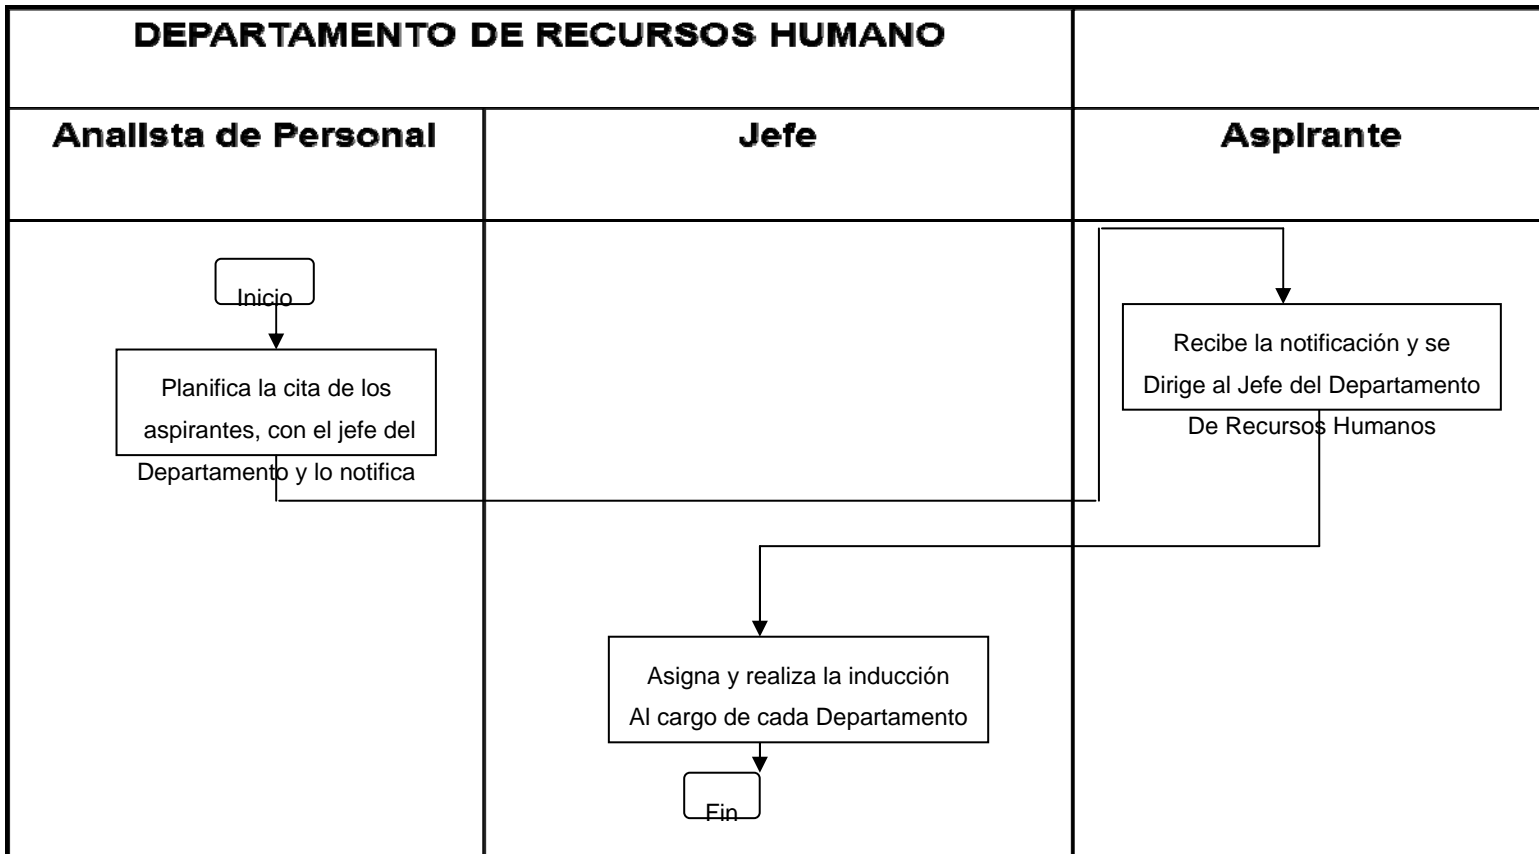 DEPARTAMENTO DE RECURSOS HUMANO
Analista de Personal
Jefe
Aspirante
Inicio
Planifica la cita de los
aspirantes, con el jefe del
Departamento y lo notifica
Recibe la notificación y se
Dirige al Jefe del Departamento
De Recursos Humanos
Asigna y realiza la inducción
Al cargo de cada Departamento
Fin